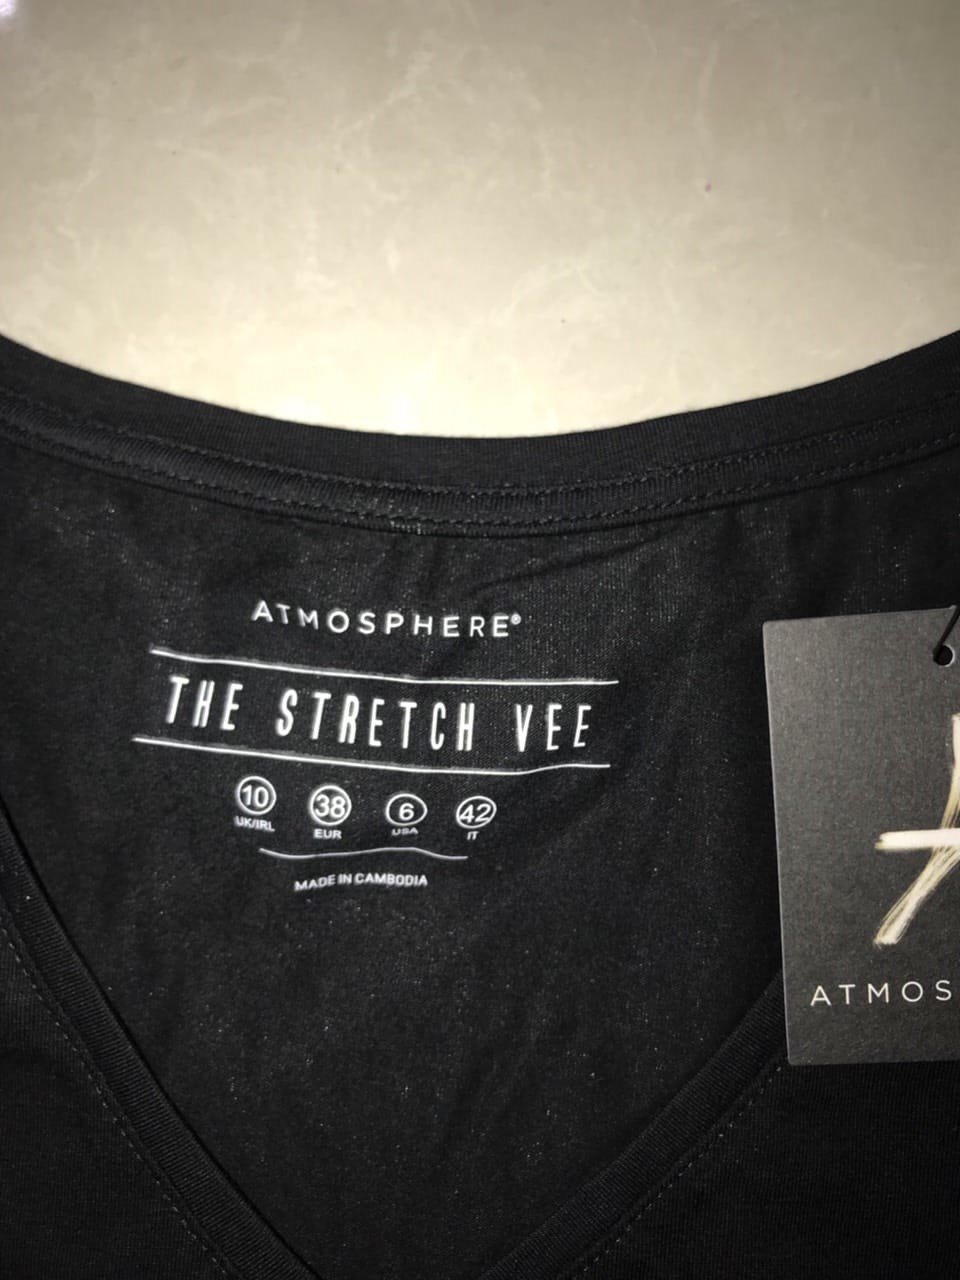 ATMOSPHERE®
THE STRETCH VEE
10 38 6 42
UK/IRL EUR USA IT
MADE IN CAMBODIA
ATMOS